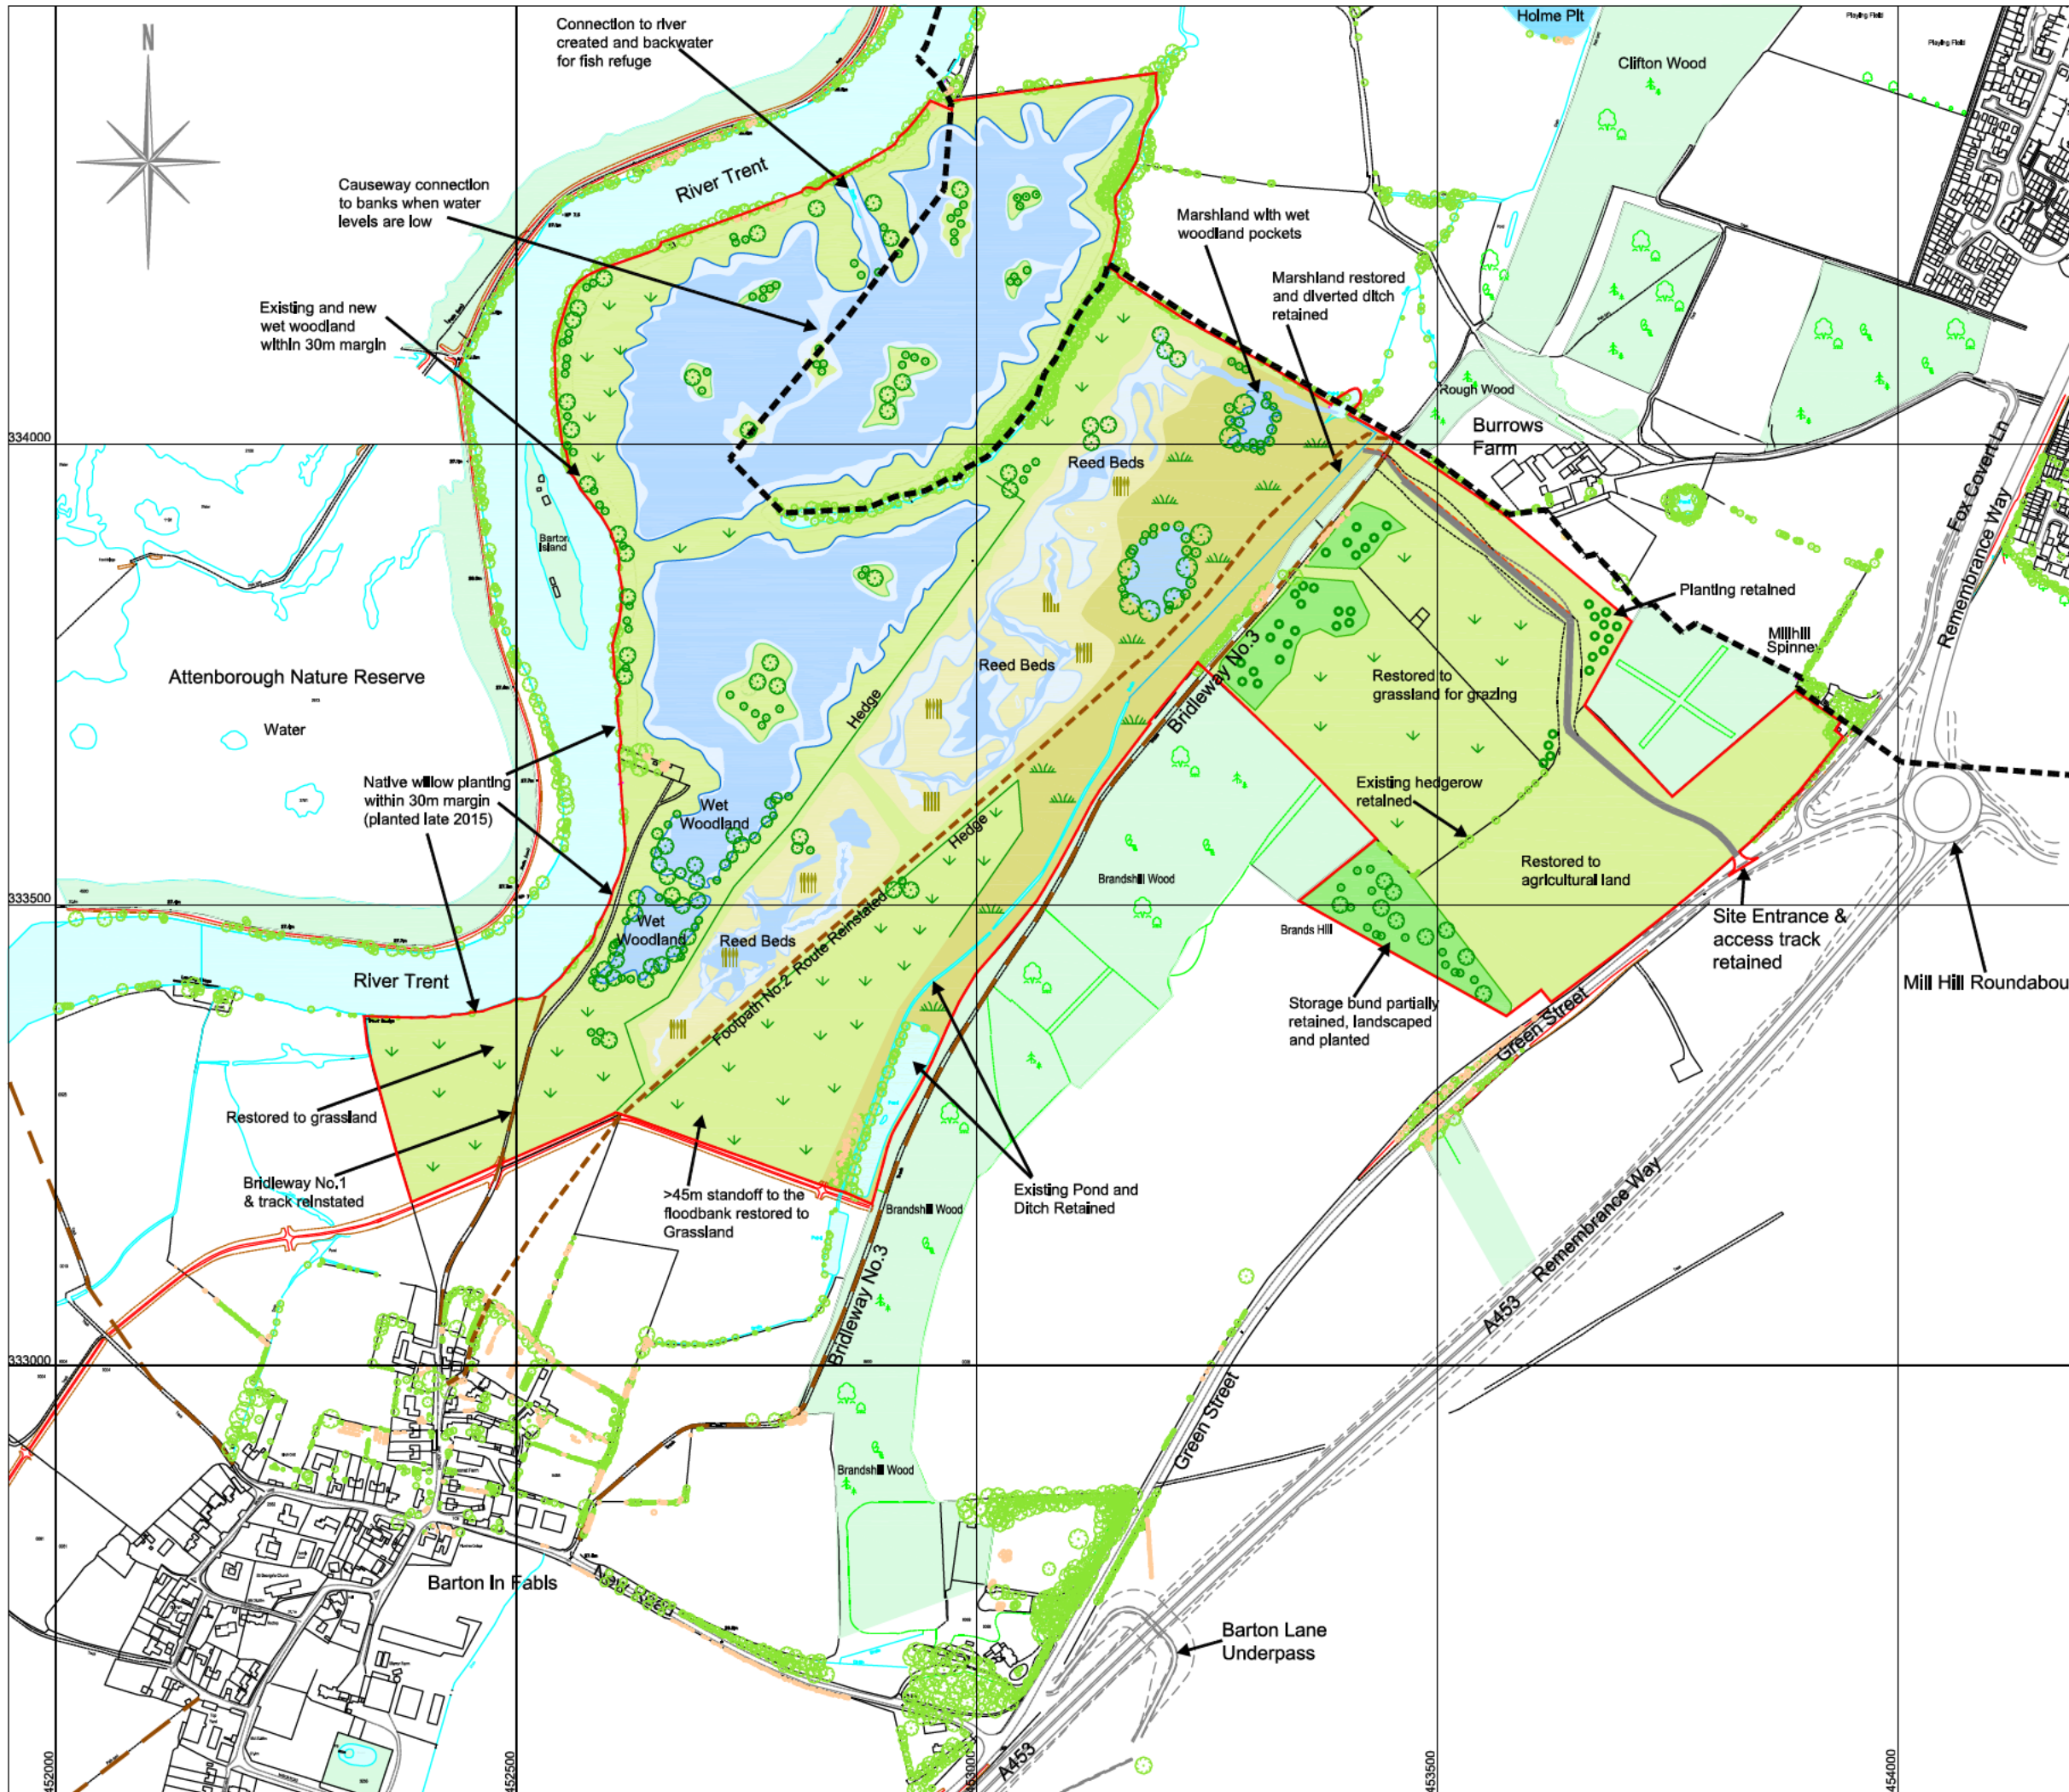 N
Connection to river
created and backwater
for fish refuge
Holme Pit
Playing Field
Playing Field
Clifton Wood
River Trent
Causeway connection
to banks when water
levels are low
Marshland with wet
woodland pockets
Marshland restored
and diverted ditch
retained
Existing and new
wet woodland
within 30m margin
Rough Wood
Burrows
Farm
334000
Reed Beds
Fox Covert Ln
Remembrance Way
Barton
Island
Planting retained
Millhill
Spinney
Reed Beds
Bridleway No.3
Restored to
grassland for grazing
Attenborough Nature Reserve
Water
Hedge
Native willow planting
within 30m margin
(planted late 2015)
Wet
Woodland
Existing hedgerow
retained
Hedge
Restored to
agricultural land
Brandshill Wood
333500
Footpath No.2 Route Reinstated
Wet
Woodland
Reed Beds
Brands Hill
Site Entrance &
access track
retained
Mill Hill Roundabou
River Trent
Storage bund partially
retained, landscaped
and planted
Green Street
Restored to grassland
Bridleway No.1
& track reinstated
>45m standoff to the
floodbank restored to
Grassland
Existing Pond and
Ditch Retained
Brandshill Wood
Remembrance Way
A453
Bridleway No.3
333000
Green Street
Brandshill Wood
Barton In Fabis
New Road
Barton Lane
Underpass
A453
452000
452500
453000
453500
454000